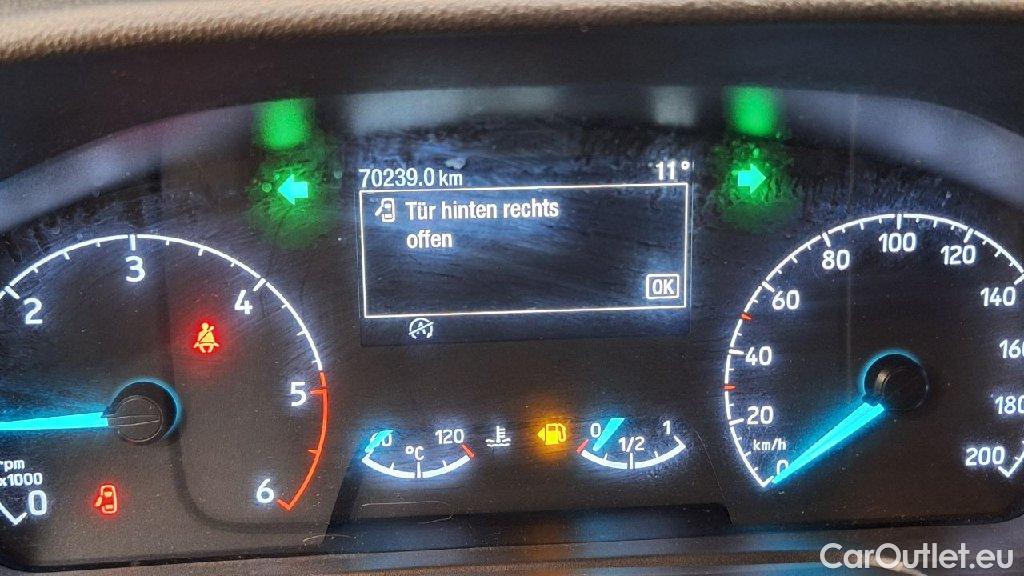 70239.0 km 11°
Tür hinten rechts
offen
OK
A
0 2 3 4 5 6
rpm
x1000
120
°C
0 1/2 1
0 20 40 60 80 100 120 140 180 200
km/h
CarOutlet.eu